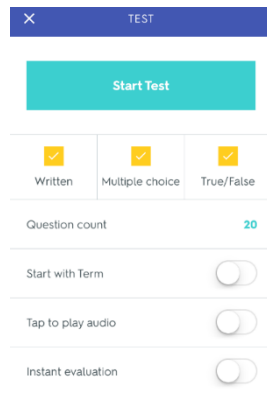 TEST
Start Test
Written Multiple choice True/False
Question count 20
Start with Term
Tap to play audio
Instant evaluation